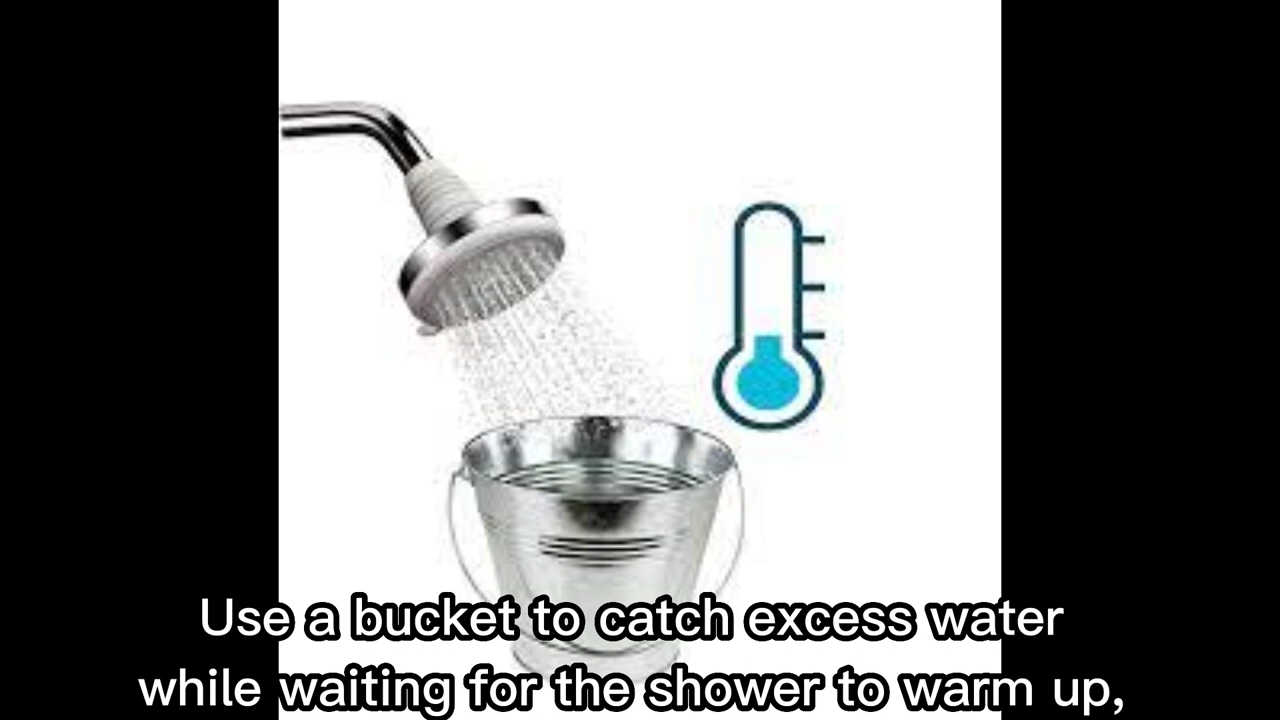 Use a bucket to catch excess water
while waiting for the shower to warm up,